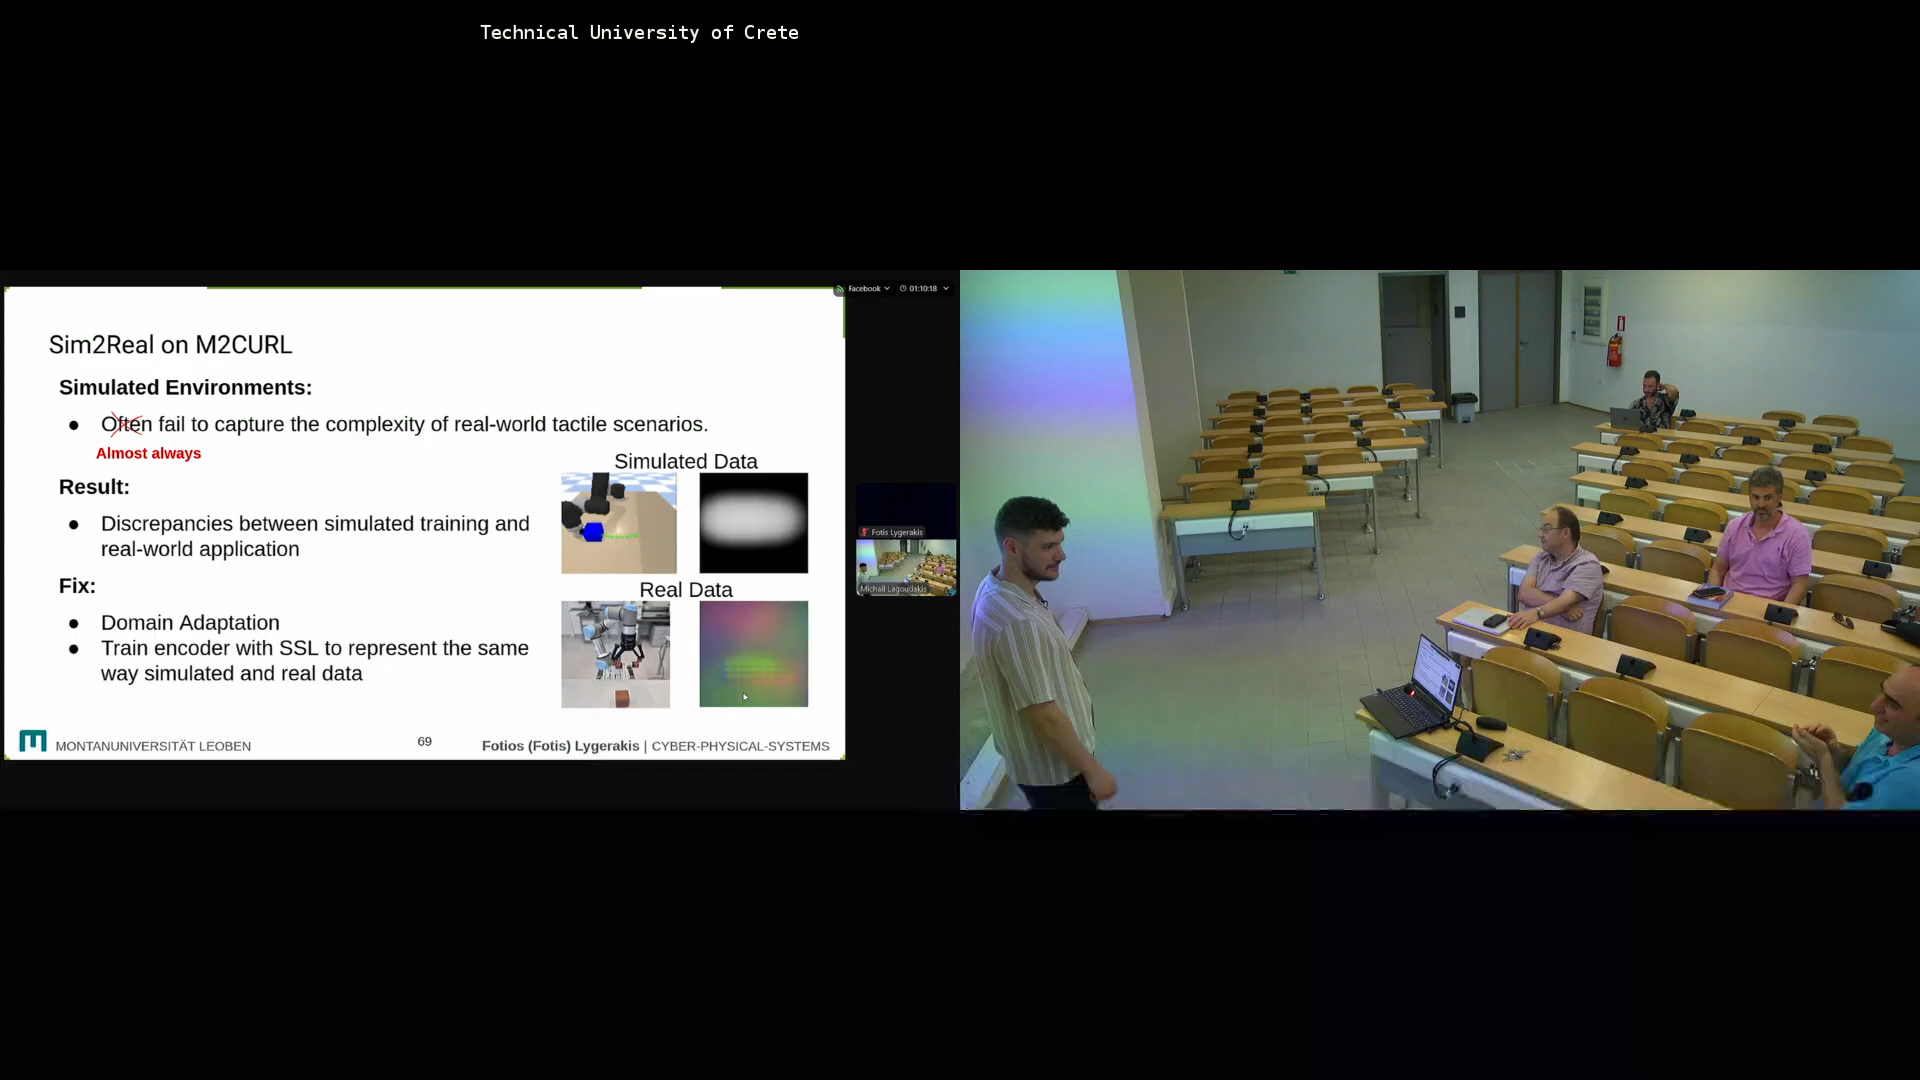 Technical University of Crete
Facebook
01:10:18
Sim2Real on M2CURL
Simulated Environments:
● Often fail to capture the complexity of real-world tactile scenarios.
Almost always
Simulated Data
Result:
● Discrepancies between simulated training and
real-world application
Real Data
Fix:
● Domain Adaptation
● Train encoder with SSL to represent the same
way simulated and real data
Fotis Lygerakis
Michail Lagoudakis
MONTANUNIVERSITÄT LEOBEN
69
Fotios (Fotis) Lygerakis | CYBER-PHYSICAL-SYSTEMS